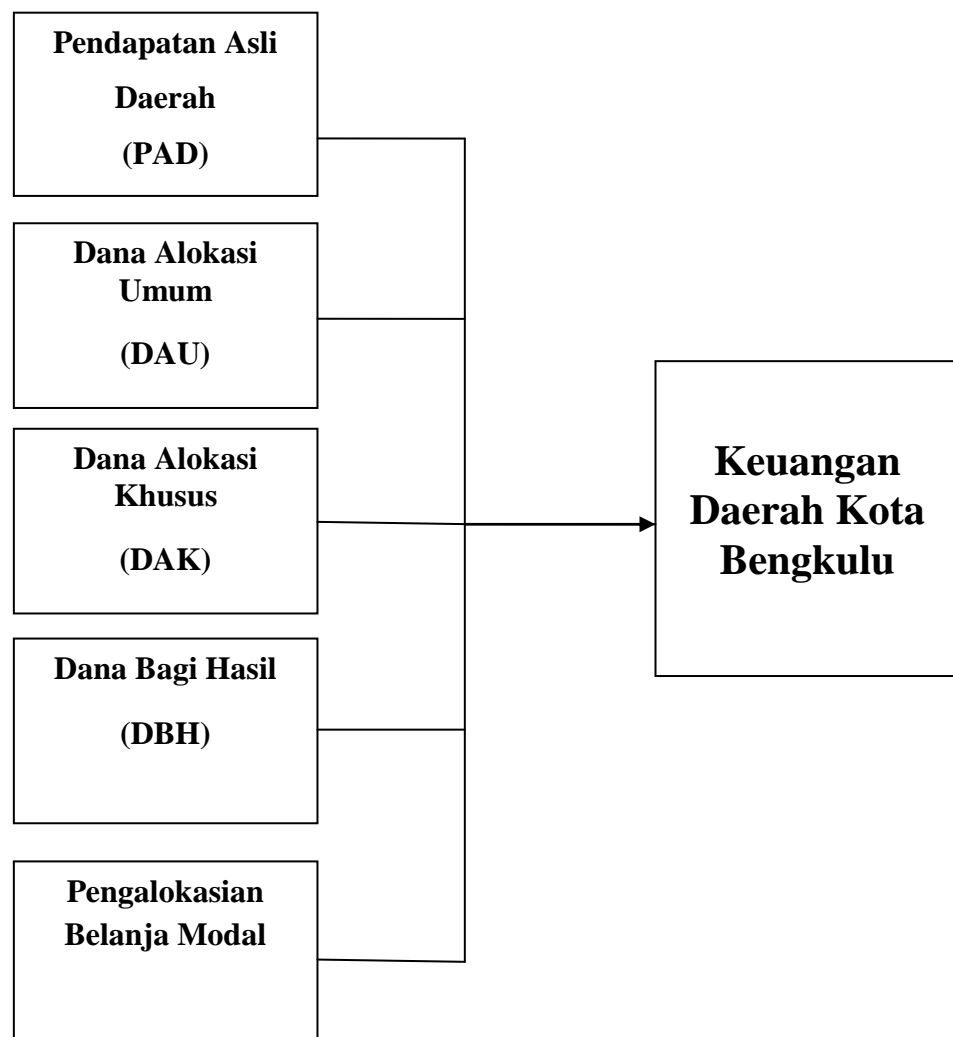 Pendapatan Asli
Daerah
(PAD)
Dana Alokasi
Umum
(DAU)
Dana Alokasi
Khusus
(DAK)
Dana Bagi Hasil
(DBH)
Pengalokasian
Belanja Modal
Keuangan
Daerah Kota
Bengkulu